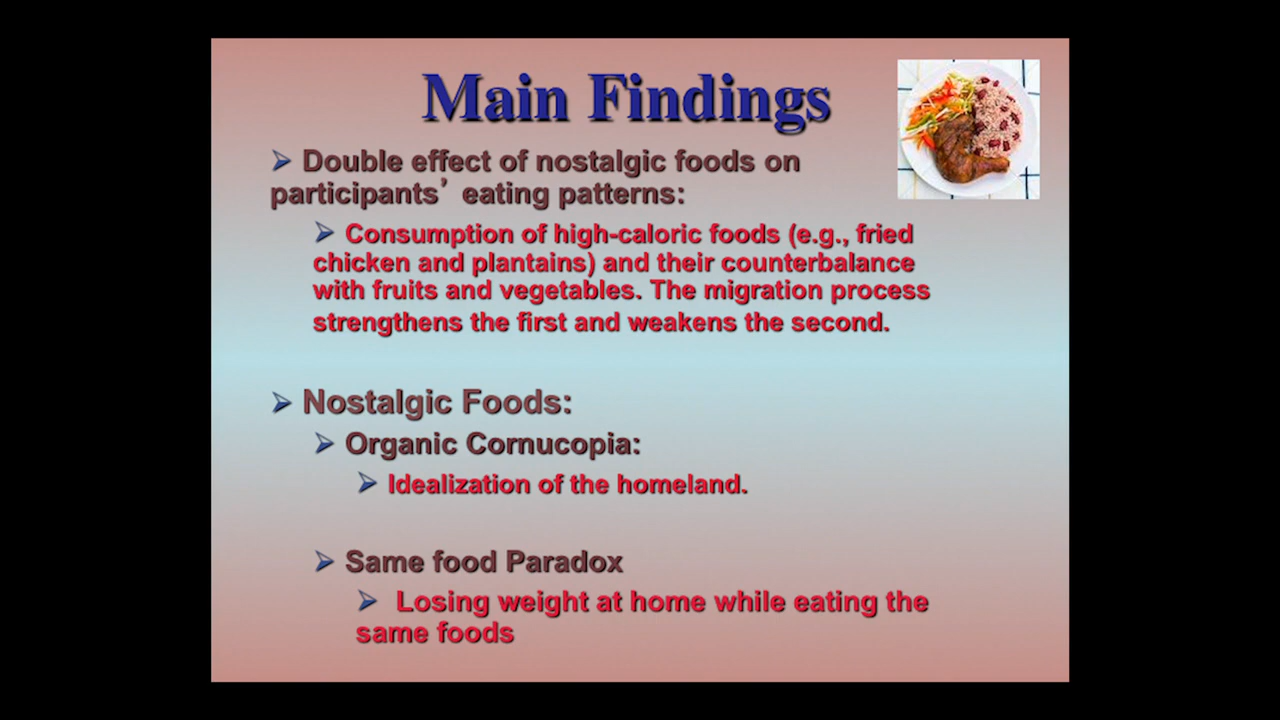 Main Findings
➢ Double effect of nostalgic foods on
participants’ eating patterns:
➢ Consumption of high-caloric foods (e.g., fried
chicken and plantains) and their counterbalance
with fruits and vegetables. The migration process
strengthens the first and weakens the second.
➢ Nostalgic Foods:
➢ Organic Cornucopia:
➢ Idealization of the homeland.
➢ Same food Paradox
➢ Losing weight at home while eating the
same foods